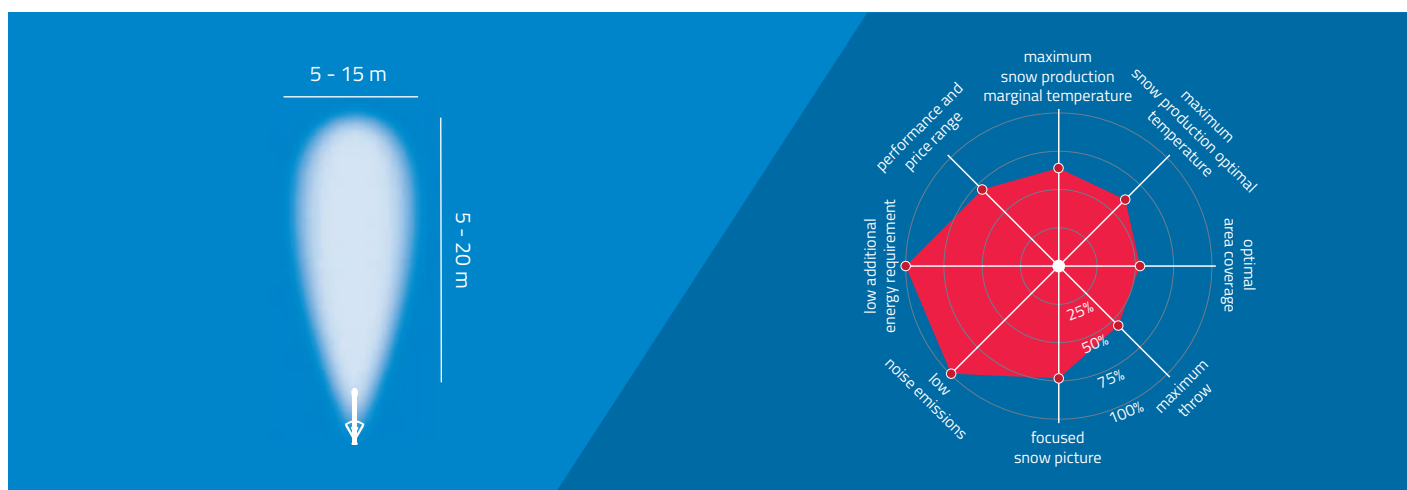 5 - 15 m
5 - 20 m
maximum
snow production
marginal temperature
maximum
snow production optimal
temperature
optimal
area coverage
maximum
throw
focused
snow picture
low
noise emissions
low additional
energy requirement
performance and
price range
25%
50%
75%
100%